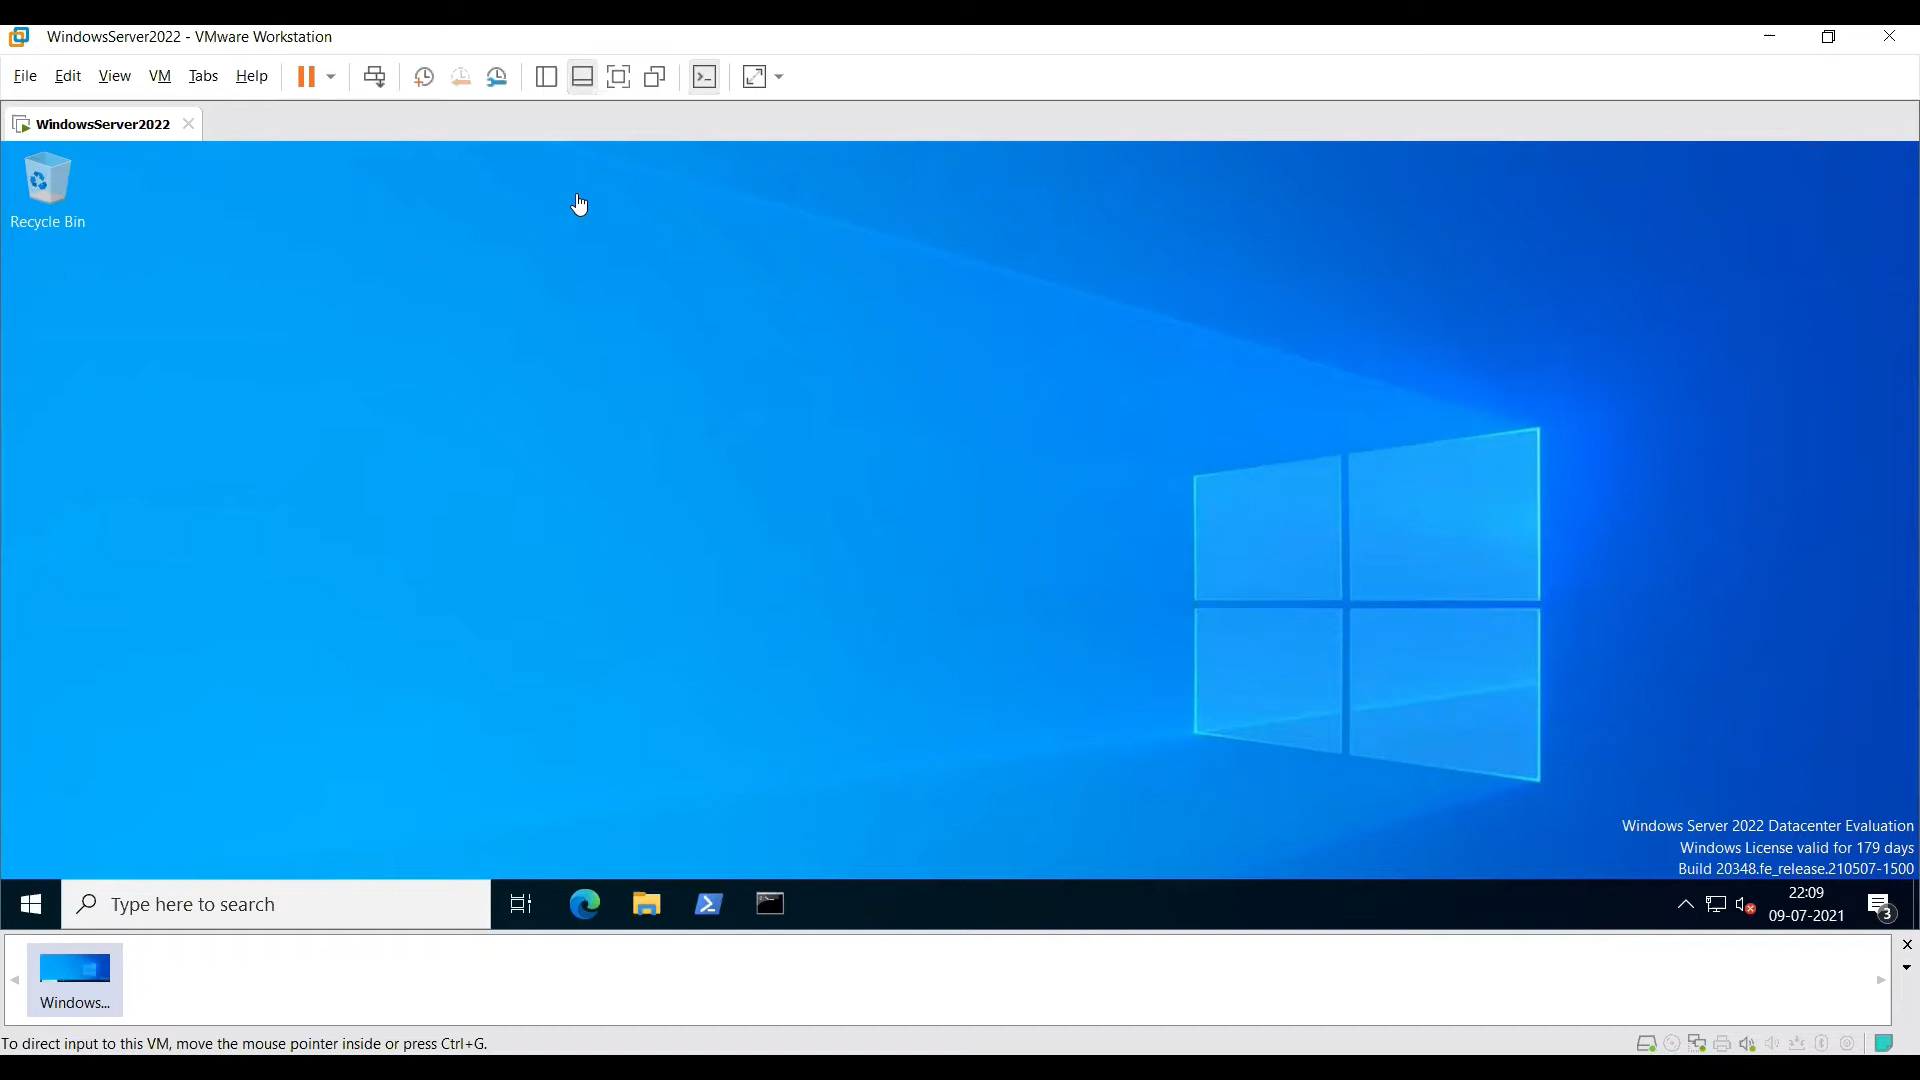 WindowsServer2022 - VMware Workstation
File Edit View VM Tabs Help
WindowsServer2022
Recycle Bin
Windows Server 2022 Datacenter Evaluation
Windows License valid for 179 days
Build 20348.fe_release.210507-1500
Type here to search
22:09
09-07-2021
3
Windows...
To direct input to this VM, move the mouse pointer inside or press Ctrl+G.